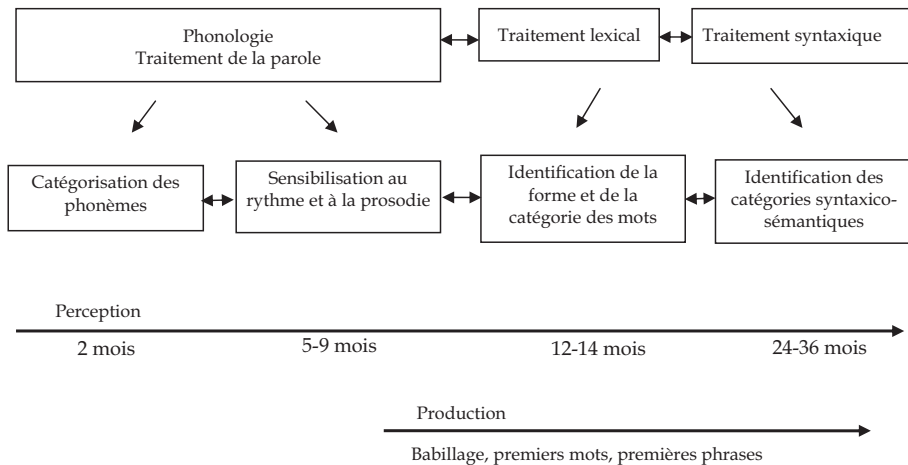 Phonologie
Traitement de la parole
Traitement lexical
Traitement syntaxique
Catégorisation des
phonèmes
Sensibilisation au
rythme et à la prosodie
Identification de la
forme et de la
catégorie des mots
Identification des
catégories syntaxico-
sémantiques
Perception
2 mois
5-9 mois
12-14 mois
24-36 mois
Production
Babillage, premiers mots, premières phrases